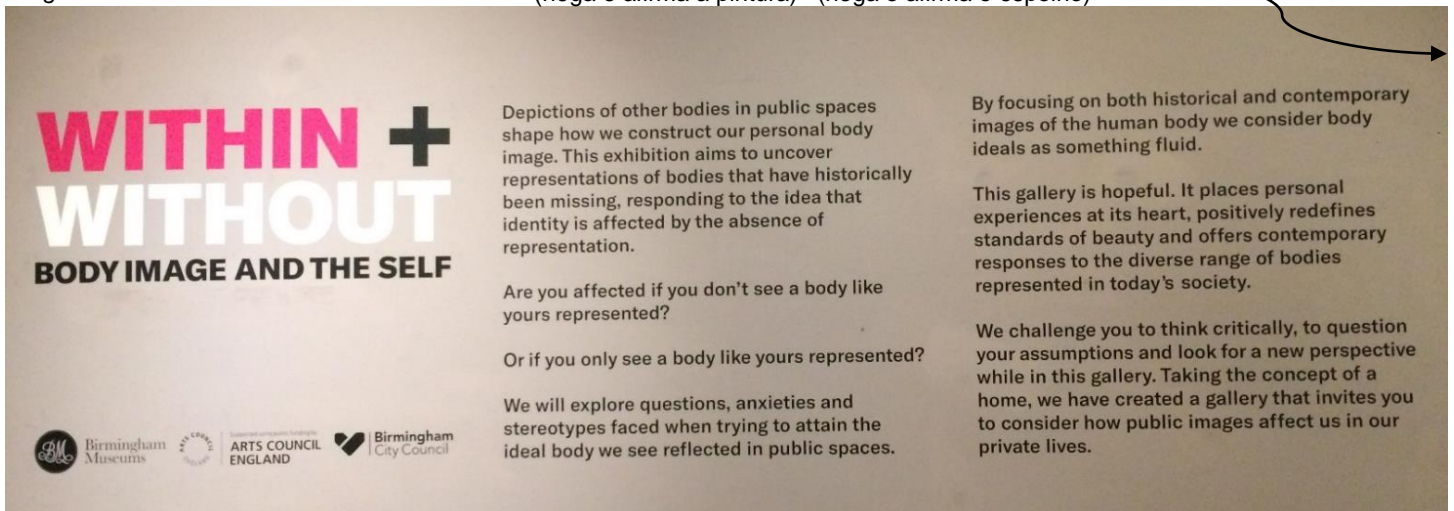 (nega e afirma a pintura) (nega e afirma o espelho)
WITHIN +
WITHOUT
BODY IMAGE AND THE SELF
BM
Birmingham
Museums
ARTS COUNCIL
ENGLAND
Birmingham
City Council
Depictions of other bodies in public spaces
shape how we construct our personal body
image. This exhibition aims to uncover
representations of bodies that have historically
been missing, responding to the idea that
identity is affected by the absence of
representation.
Are you affected if you don't see a body like
yours represented?
Or if you only see a body like yours represented?
We will explore questions, anxieties and
stereotypes faced when trying to attain the
ideal body we see reflected in public spaces.
By focusing on both historical and contemporary
images of the human body we consider body
ideals as something fluid.
This gallery is hopeful. It places personal
experiences at its heart, positively redefines
standards of beauty and offers contemporary
responses to the diverse range of bodies
represented in today's society.
We challenge you to think critically, to question
your assumptions and look for a new perspective
while in this gallery. Taking the concept of a
home, we have created a gallery that invites you
to consider how public images affect us in our
private lives.